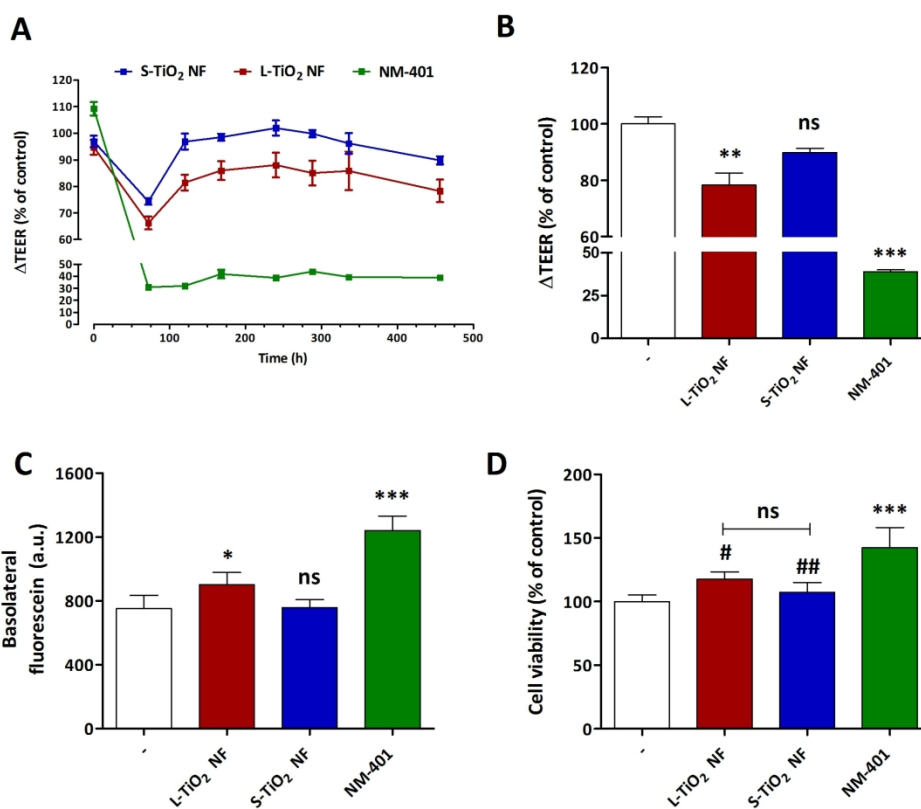 A
S-TiO₂ NF L-TiO₂ NF NM-401
ΔTEER (% of control)
120
110
100
90
80
70
60
50
40
30
20
10
0
0 100 200 300 400 500
Time (h)
B
ΔTEER (% of control)
120
100
80
60
50
25
0
**
ns
***
-
L-TiO₂ NF
S-TiO₂ NF
NM-401
C
Basolateral
fluorescein (a.u.)
1600
1200
800
400
0
*
ns
***
-
L-TiO₂ NF
S-TiO₂ NF
NM-401
D
Cell viability (% of control)
200
150
100
50
0
ns
#
##
***
-
L-TiO₂ NF
S-TiO₂ NF
NM-401